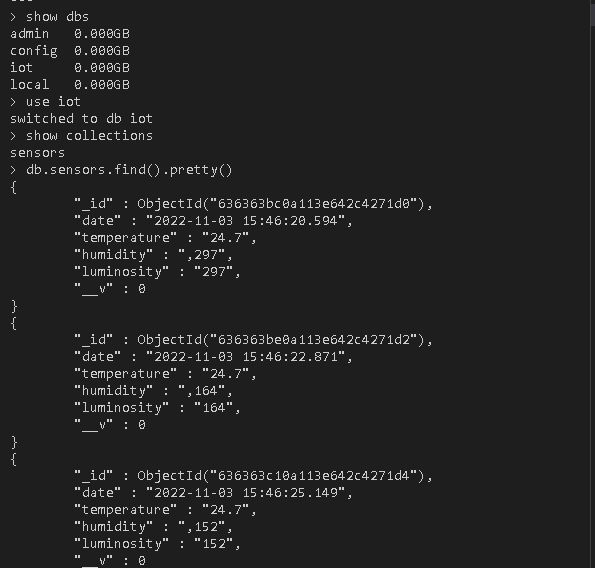 > show dbs
admin   0.000GB
config  0.000GB
iot     0.000GB
local   0.000GB
> use iot
switched to db iot
> show collections
sensors
> db.sensors.find().pretty()
{
        "_id" : ObjectId("636363bc0a113e642c4271d0"),
        "date" : "2022-11-03 15:46:20.594",
        "temperature" : "24.7",
        "humidity" : ",297",
        "luminosity" : "297",
        "__v" : 0
}
{
        "_id" : ObjectId("636363be0a113e642c4271d2"),
        "date" : "2022-11-03 15:46:22.871",
        "temperature" : "24.7",
        "humidity" : ",164",
        "luminosity" : "164",
        "__v" : 0
}
{
        "_id" : ObjectId("636363c10a113e642c4271d4"),
        "date" : "2022-11-03 15:46:25.149",
        "temperature" : "24.7",
        "humidity" : ",152",
        "luminosity" : "152",
        "__v" : 0